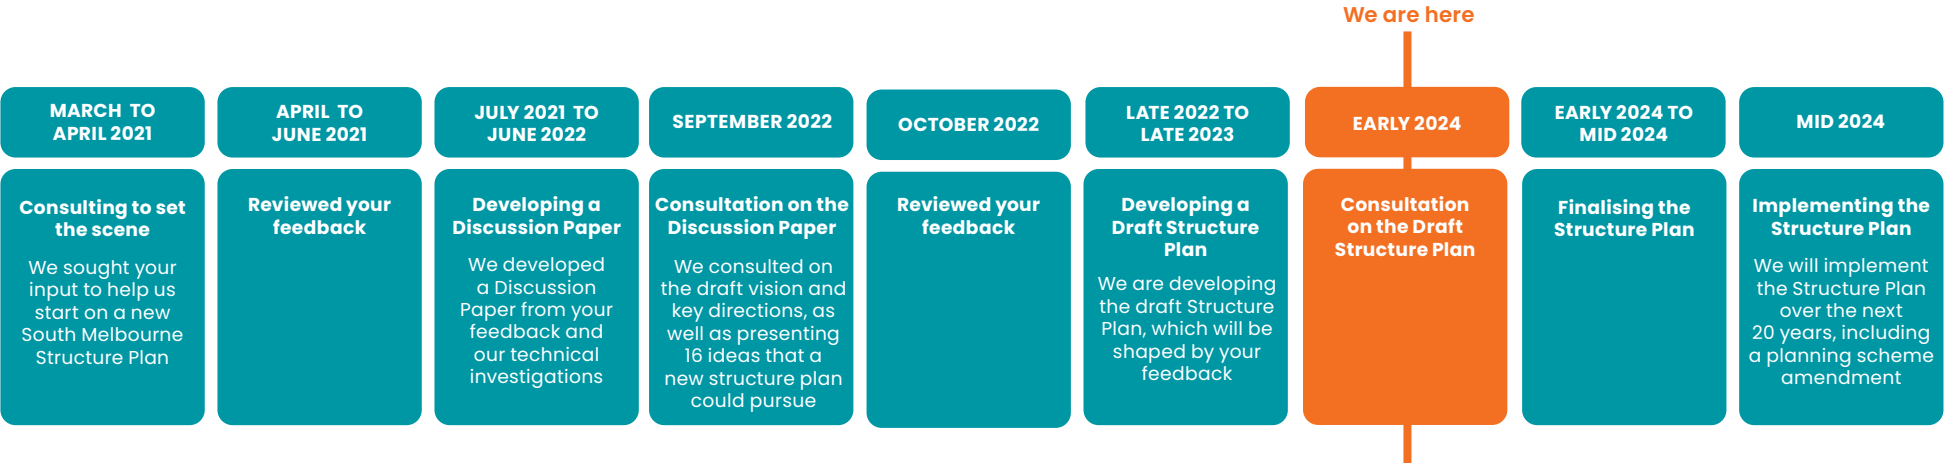 We are here
MARCH TO
APRIL 2021
Consulting to set
the scene
We sought your
input to help us
start on a new
South Melbourne
Structure Plan
APRIL TO
JUNE 2021
Reviewed your
feedback
JULY 2021 TO
JUNE 2022
Developing a
Discussion Paper
We developed
a Discussion
Paper from your
feedback and
our technical
investigations
SEPTEMBER 2022
Consultation on the
Discussion Paper
We consulted on
the draft vision and
key directions, as
well as presenting
16 ideas that a
new structure plan
could pursue
OCTOBER 2022
Reviewed your
feedback
LATE 2022 TO
LATE 2023
Developing a
Draft Structure
Plan
We are developing
the draft Structure
Plan, which will be
shaped by your
feedback
EARLY 2024
Consultation
on the Draft
Structure Plan
EARLY 2024 TO
MID 2024
Finalising the
Structure Plan
MID 2024
Implementing the
Structure Plan
We will implement
the Structure Plan
over the next
20 years, including
a planning scheme
amendment